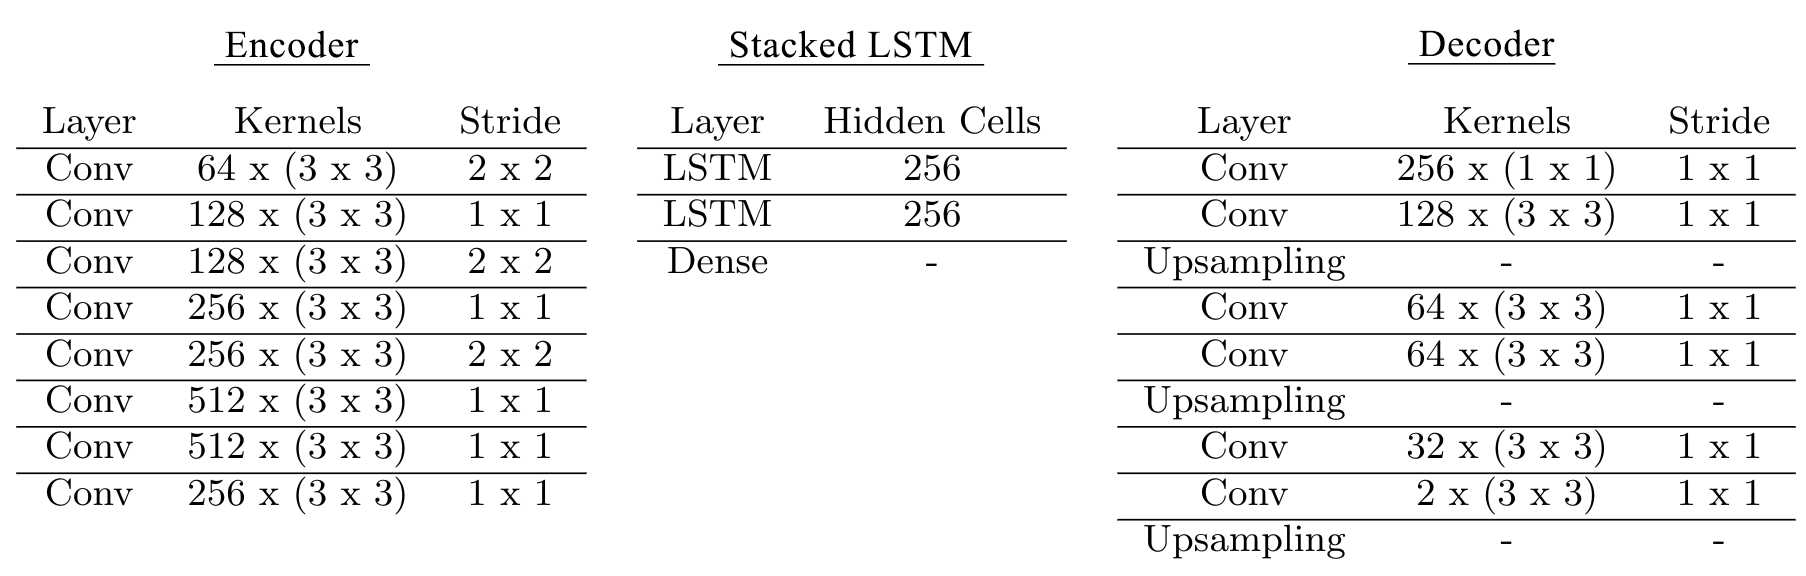 Encoder
Layer Kernels Stride
Conv 64 x (3 x 3) 2 x 2
Conv 128 x (3 x 3) 1 x 1
Conv 128 x (3 x 3) 2 x 2
Conv 256 x (3 x 3) 1 x 1
Conv 256 x (3 x 3) 2 x 2
Conv 512 x (3 x 3) 1 x 1
Conv 512 x (3 x 3) 1 x 1
Conv 256 x (3 x 3) 1 x 1
Stacked LSTM
Layer Hidden Cells
LSTM 256
LSTM 256
Dense -
Decoder
Layer Kernels Stride
Conv 256 x (1 x 1) 1 x 1
Conv 128 x (3 x 3) 1 x 1
Upsampling - -
Conv 64 x (3 x 3) 1 x 1
Conv 64 x (3 x 3) 1 x 1
Upsampling - -
Conv 32 x (3 x 3) 1 x 1
Conv 2 x (3 x 3) 1 x 1
Upsampling - -